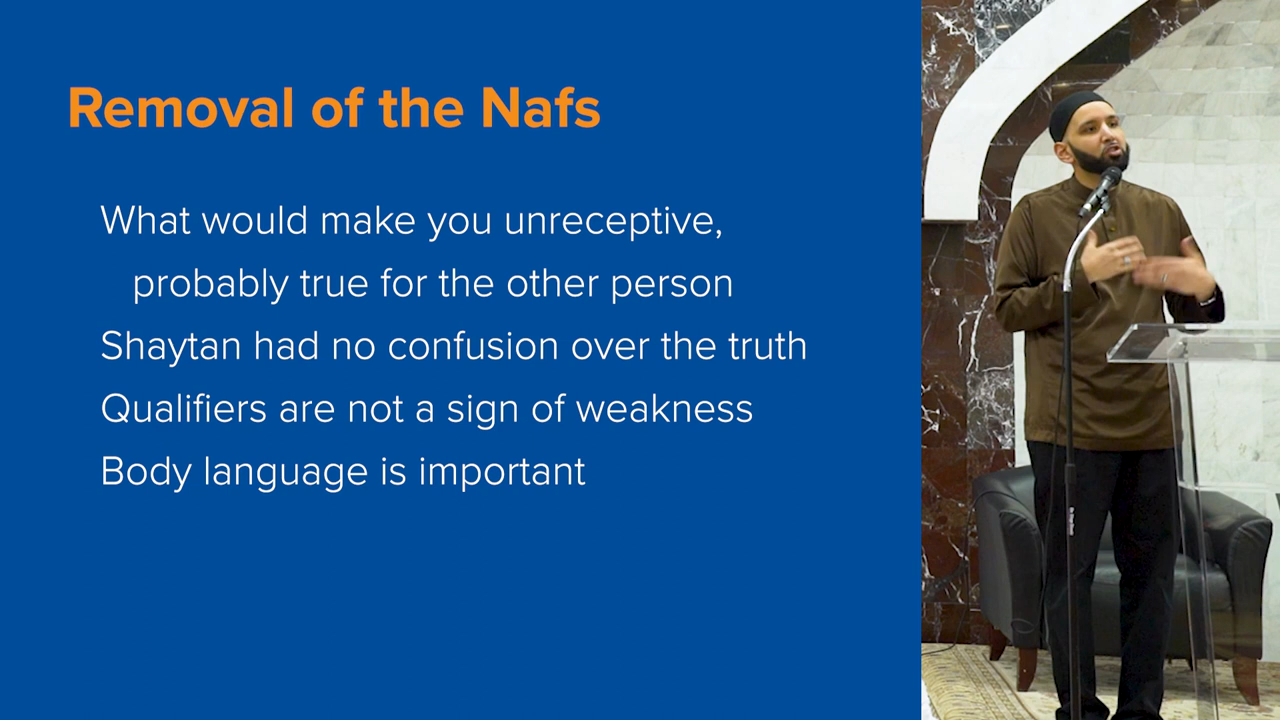 Removal of the Nafs
What would make you unreceptive,
probably true for the other person
Shaytan had no confusion over the truth
Qualifiers are not a sign of weakness
Body language is important